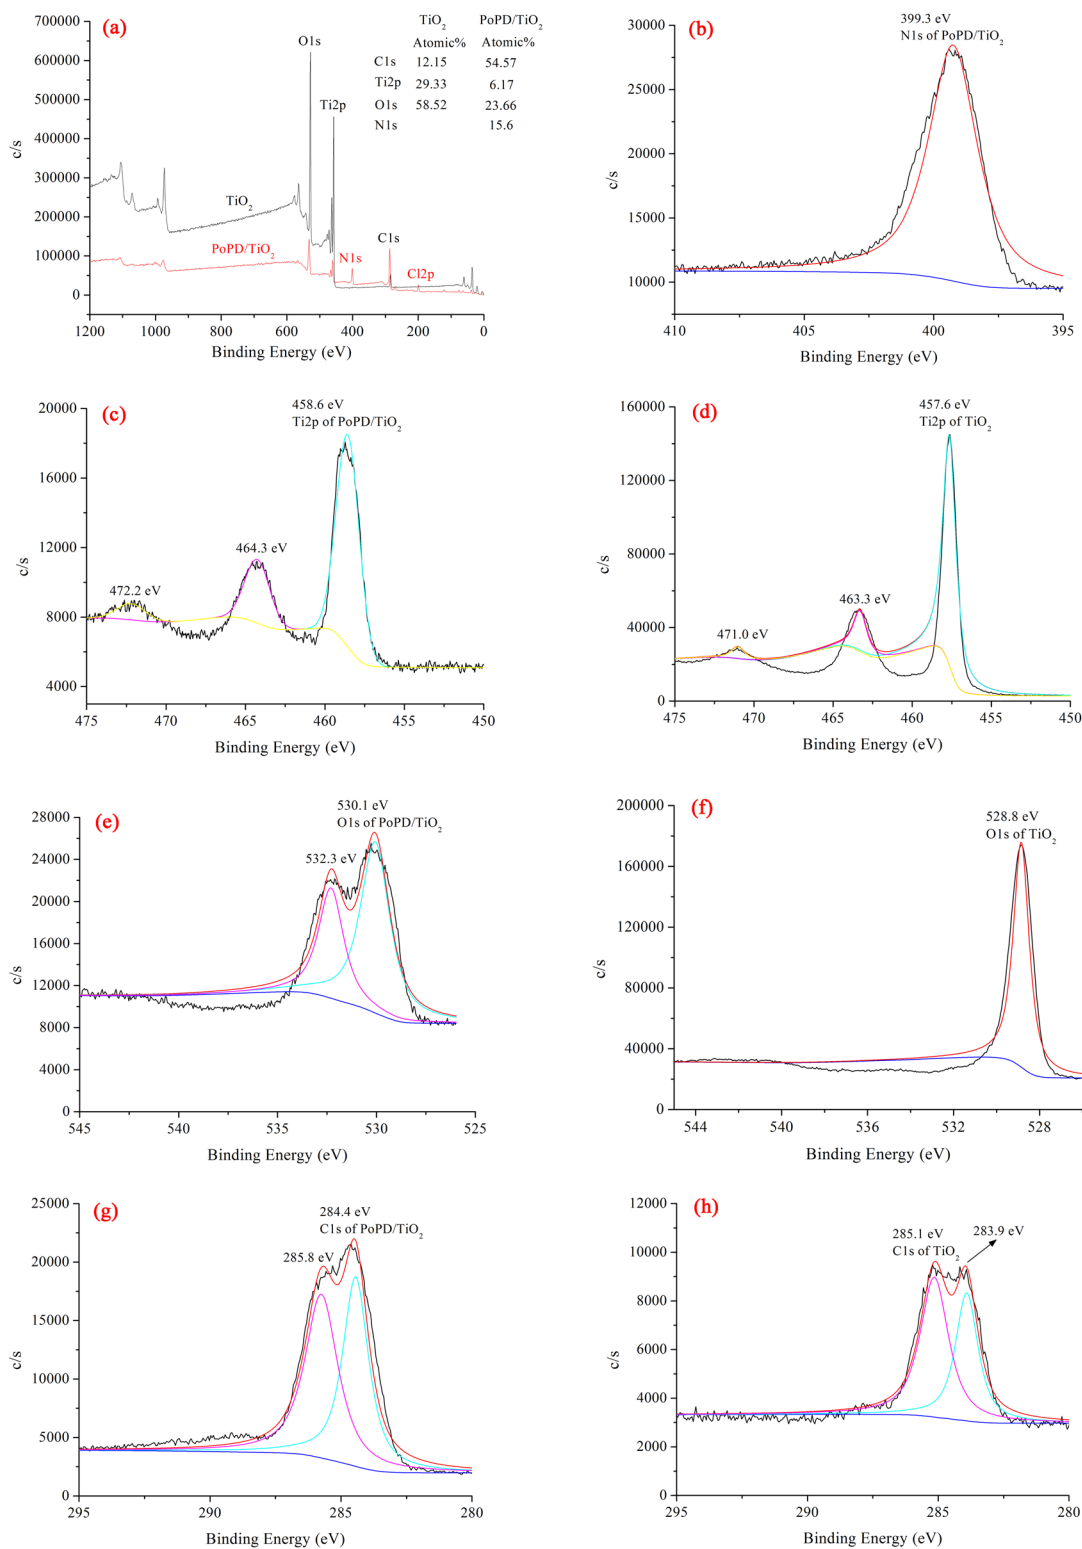 (a)
TiO2 PoPD/TiO2
Atomic% Atomic%
C1s 12.15 54.57
Ti2p 29.33 6.17
O1s 58.52 23.66
N1s 15.6
O1s
Ti2p
TiO2
PoPD/TiO2
N1s
C1s
Cl2p
700000
600000
500000
400000
300000
200000
100000
0
c/s
1200 1000 800 600 400 200 0
Binding Energy (eV)
(b)
399.3 eV
N1s of PoPD/TiO2
30000
25000
20000
15000
10000
c/s
410 405 400 395
Binding Energy (eV)
(c)
458.6 eV
Ti2p of PoPD/TiO2
464.3 eV
472.2 eV
20000
16000
12000
8000
4000
c/s
475 470 465 460 455 450
Binding Energy (eV)
(d)
457.6 eV
Ti2p of TiO2
463.3 eV
471.0 eV
160000
120000
80000
40000
0
c/s
475 470 465 460 455 450
Binding Energy (eV)
(e)
530.1 eV
O1s of PoPD/TiO2
532.3 eV
28000
24000
20000
16000
12000
8000
4000
0
c/s
545 540 535 530 525
Binding Energy (eV)
(f)
528.8 eV
O1s of TiO2
200000
160000
120000
80000
40000
0
c/s
544 540 536 532 528
Binding Energy (eV)
(g)
284.4 eV
C1s of PoPD/TiO2
285.8 eV
25000
20000
15000
10000
5000
0
c/s
295 290 285 280
Binding Energy (eV)
(h)
285.1 eV
C1s of TiO2
283.9 eV
12000
10000
8000
6000
4000
2000
0
c/s
295 290 285 280
Binding Energy (eV)